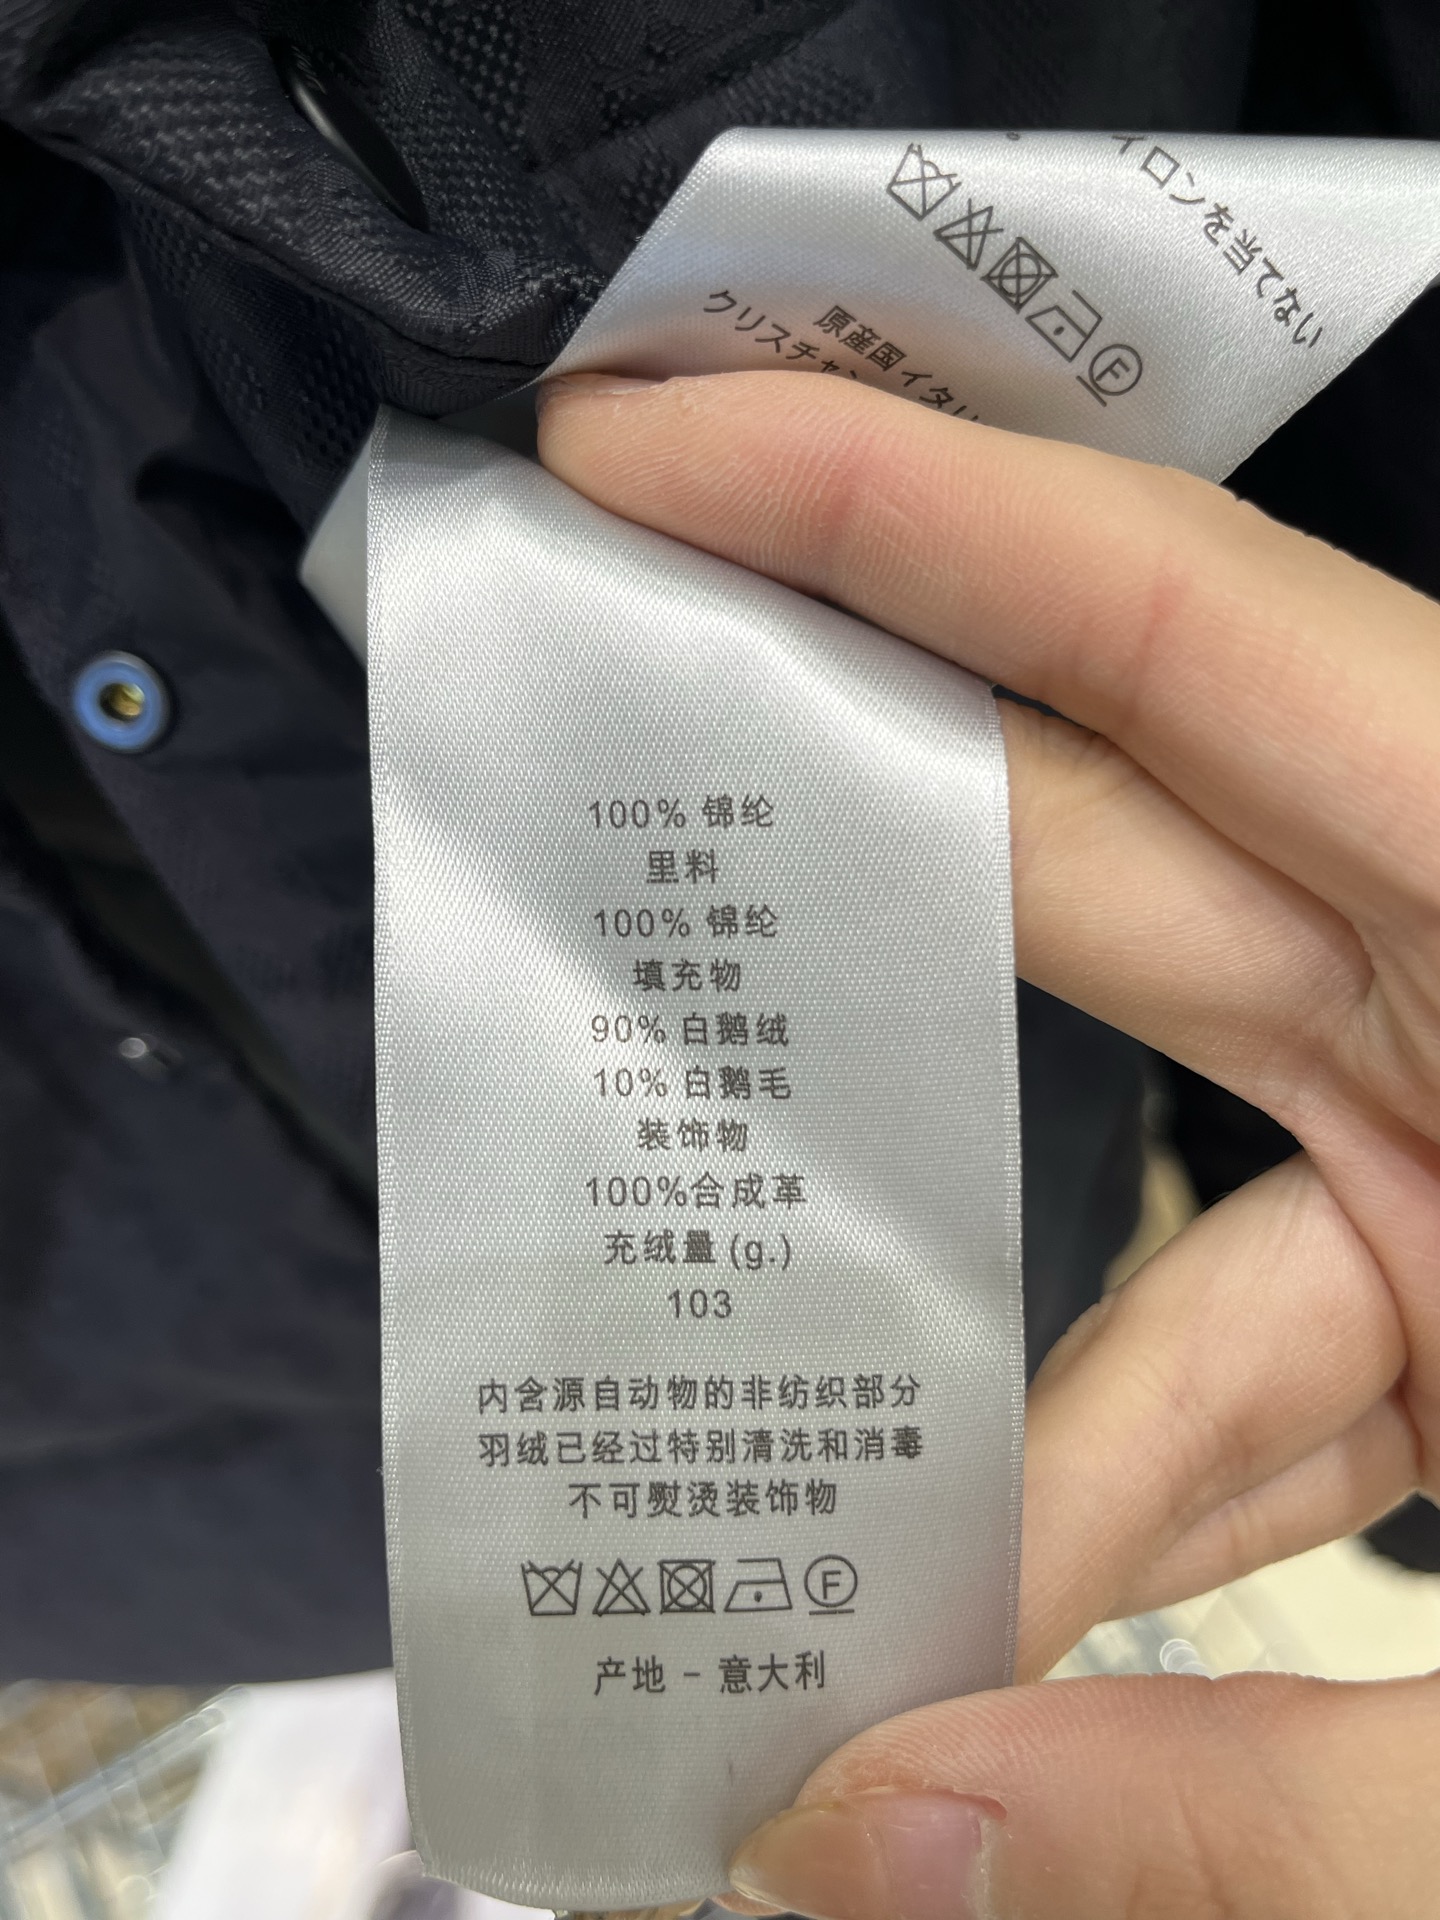 イロンを当てない
F
原産国イタリ
クリスチャン
100% 锦纶
里料
100% 锦纶
填充物
90% 白鹅绒
10% 白鹅毛
装饰物
100%合成革
充绒量 (g.)
103
内含源自动物的非纺织部分
羽绒已经过特别清洗和消毒
不可熨烫装饰物
F
产地 - 意大利